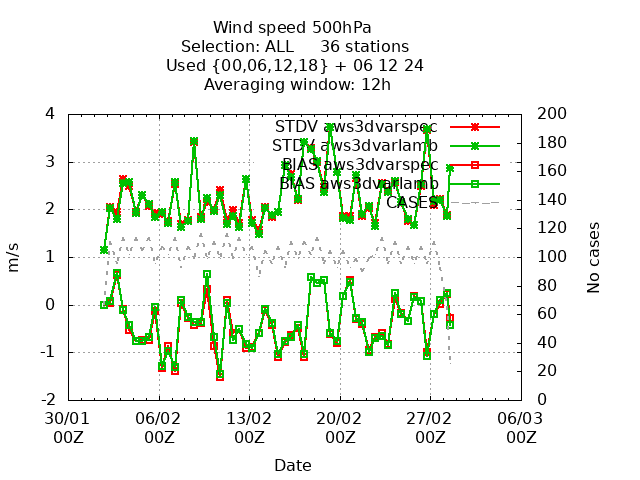 Wind speed 500hPa
Selection: ALL 36 stations
Used {00,06,12,18} + 06 12 24
Averaging window: 12h
STDV aws3dvarspec
STDV aws3dvarlamb
BIAS aws3dvarspec
BIAS aws3dvarlamb
CASES
m/s
4
3
2
1
0
-1
-2
No cases
200
180
160
140
120
100
80
60
40
20
0
30/01 06/02 13/02 20/02 27/02 06/03
00Z 00Z 00Z 00Z 00Z 00Z
Date